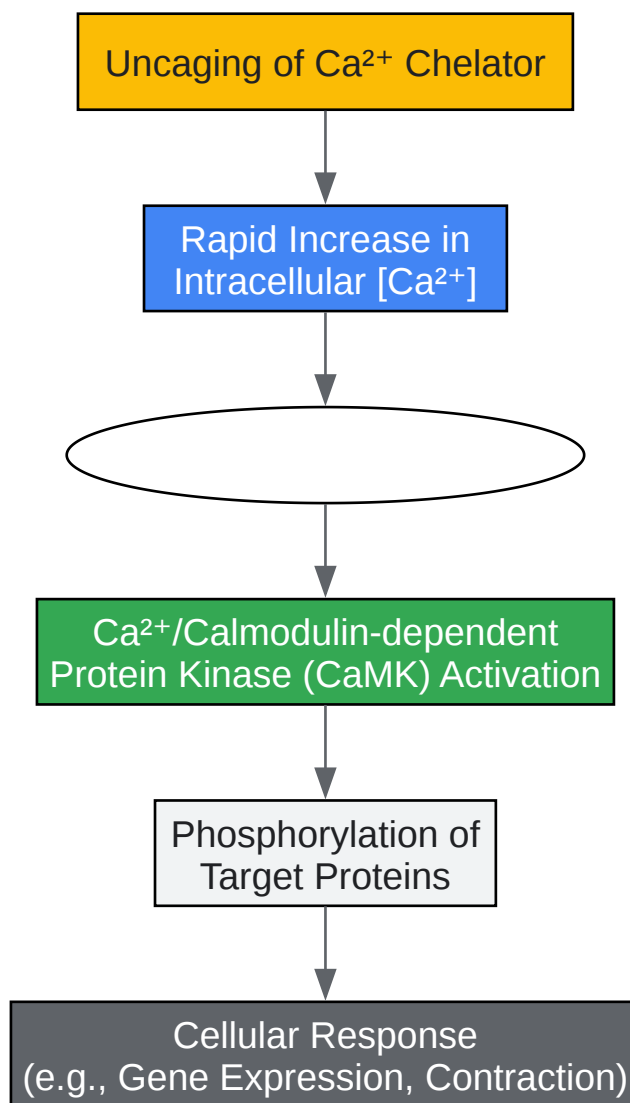 Uncaging of Ca²⁺ Chelator
Rapid Increase in
Intracellular [Ca²⁺]
Ca²⁺/Calmodulin-dependent
Protein Kinase (CaMK) Activation
Phosphorylation of
Target Proteins
Cellular Response
(e.g., Gene Expression, Contraction)